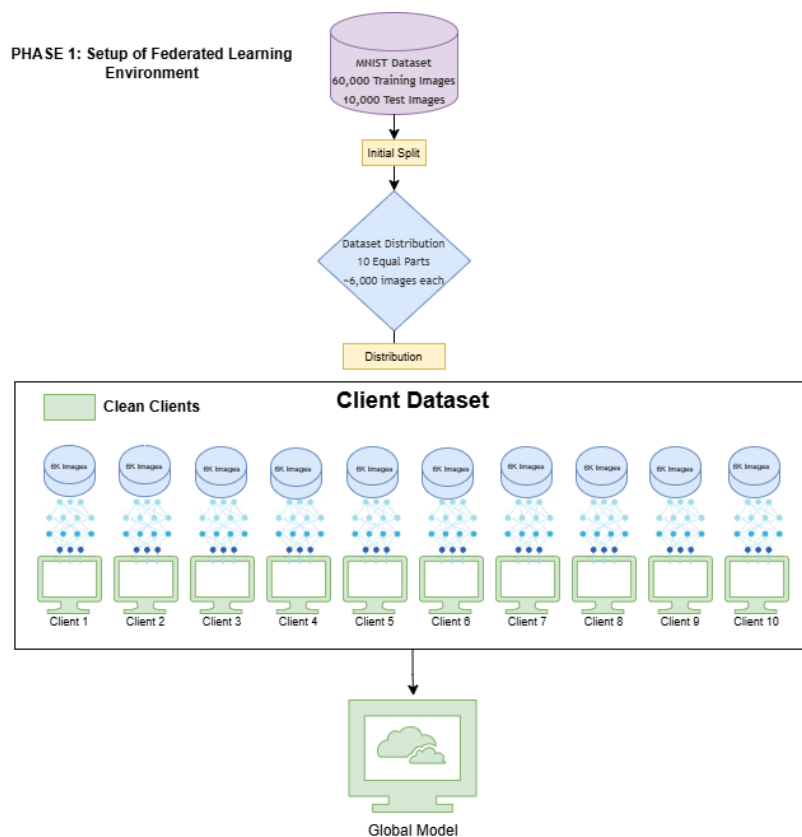 PHASE 1: Setup of Federated Learning
Environment
MNIST Dataset
60,000 Training Images
10,000 Test Images
Initial Split
Dataset Distribution
10 Equal Parts
~6,000 images each
Distribution
Clean Clients
Client Dataset
6K Images 6K Images 6K Images 6K Images 6K Images 6K Images 6K Images 6K Images 6K Images 6K Images
Client 1 Client 2 Client 3 Client 4 Client 5 Client 6 Client 7 Client 8 Client 9 Client 10
Global Model